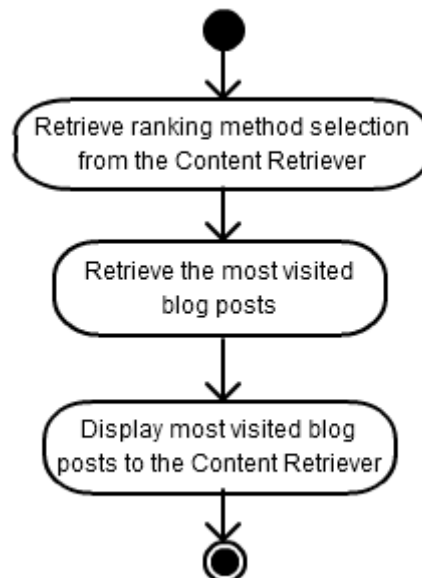 Retrieve ranking method selection
from the Content Retriever
Retrieve the most visited
blog posts
Display most visited blog
posts to the Content Retriever